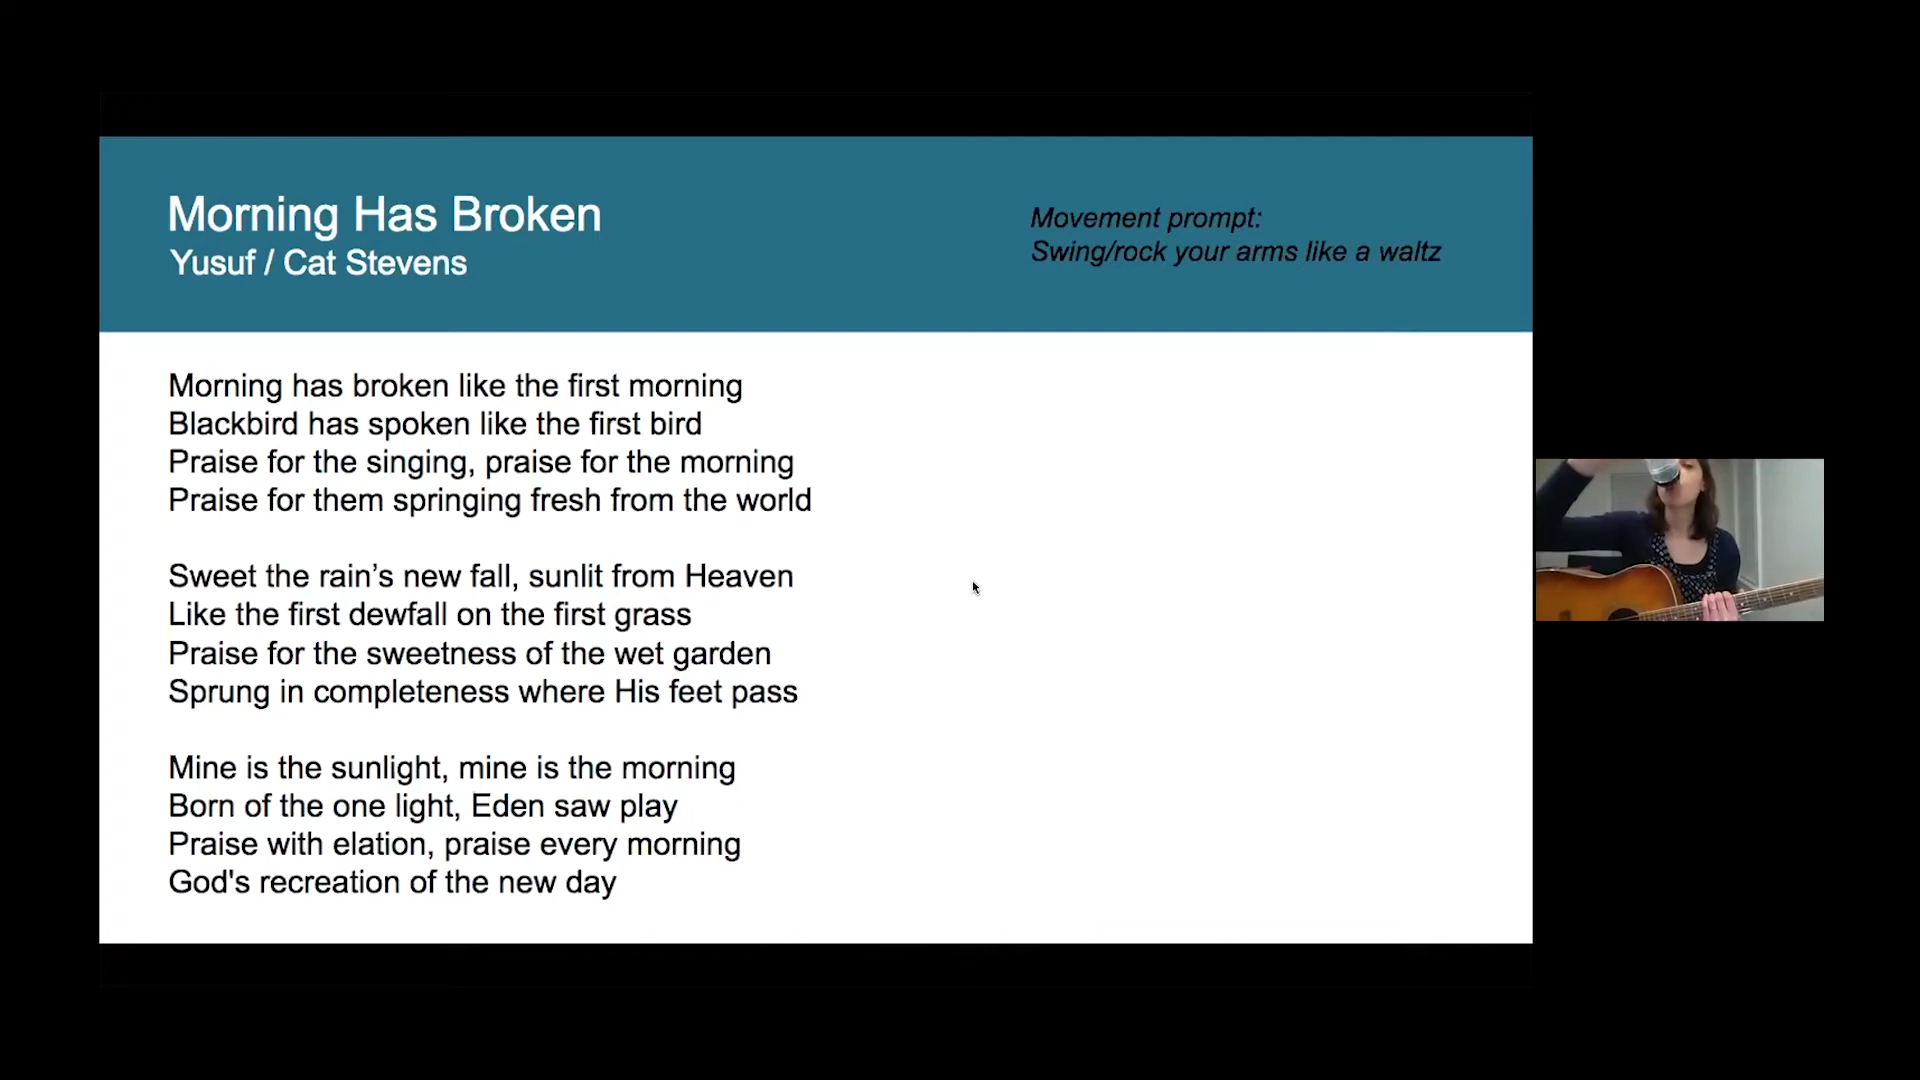 Morning Has Broken
Yusuf / Cat Stevens
Movement prompt:
Swing/rock your arms like a waltz
Morning has broken like the first morning
Blackbird has spoken like the first bird
Praise for the singing, praise for the morning
Praise for them springing fresh from the world
Sweet the rain’s new fall, sunlit from Heaven
Like the first dewfall on the first grass
Praise for the sweetness of the wet garden
Sprung in completeness where His feet pass
Mine is the sunlight, mine is the morning
Born of the one light, Eden saw play
Praise with elation, praise every morning
God's recreation of the new day